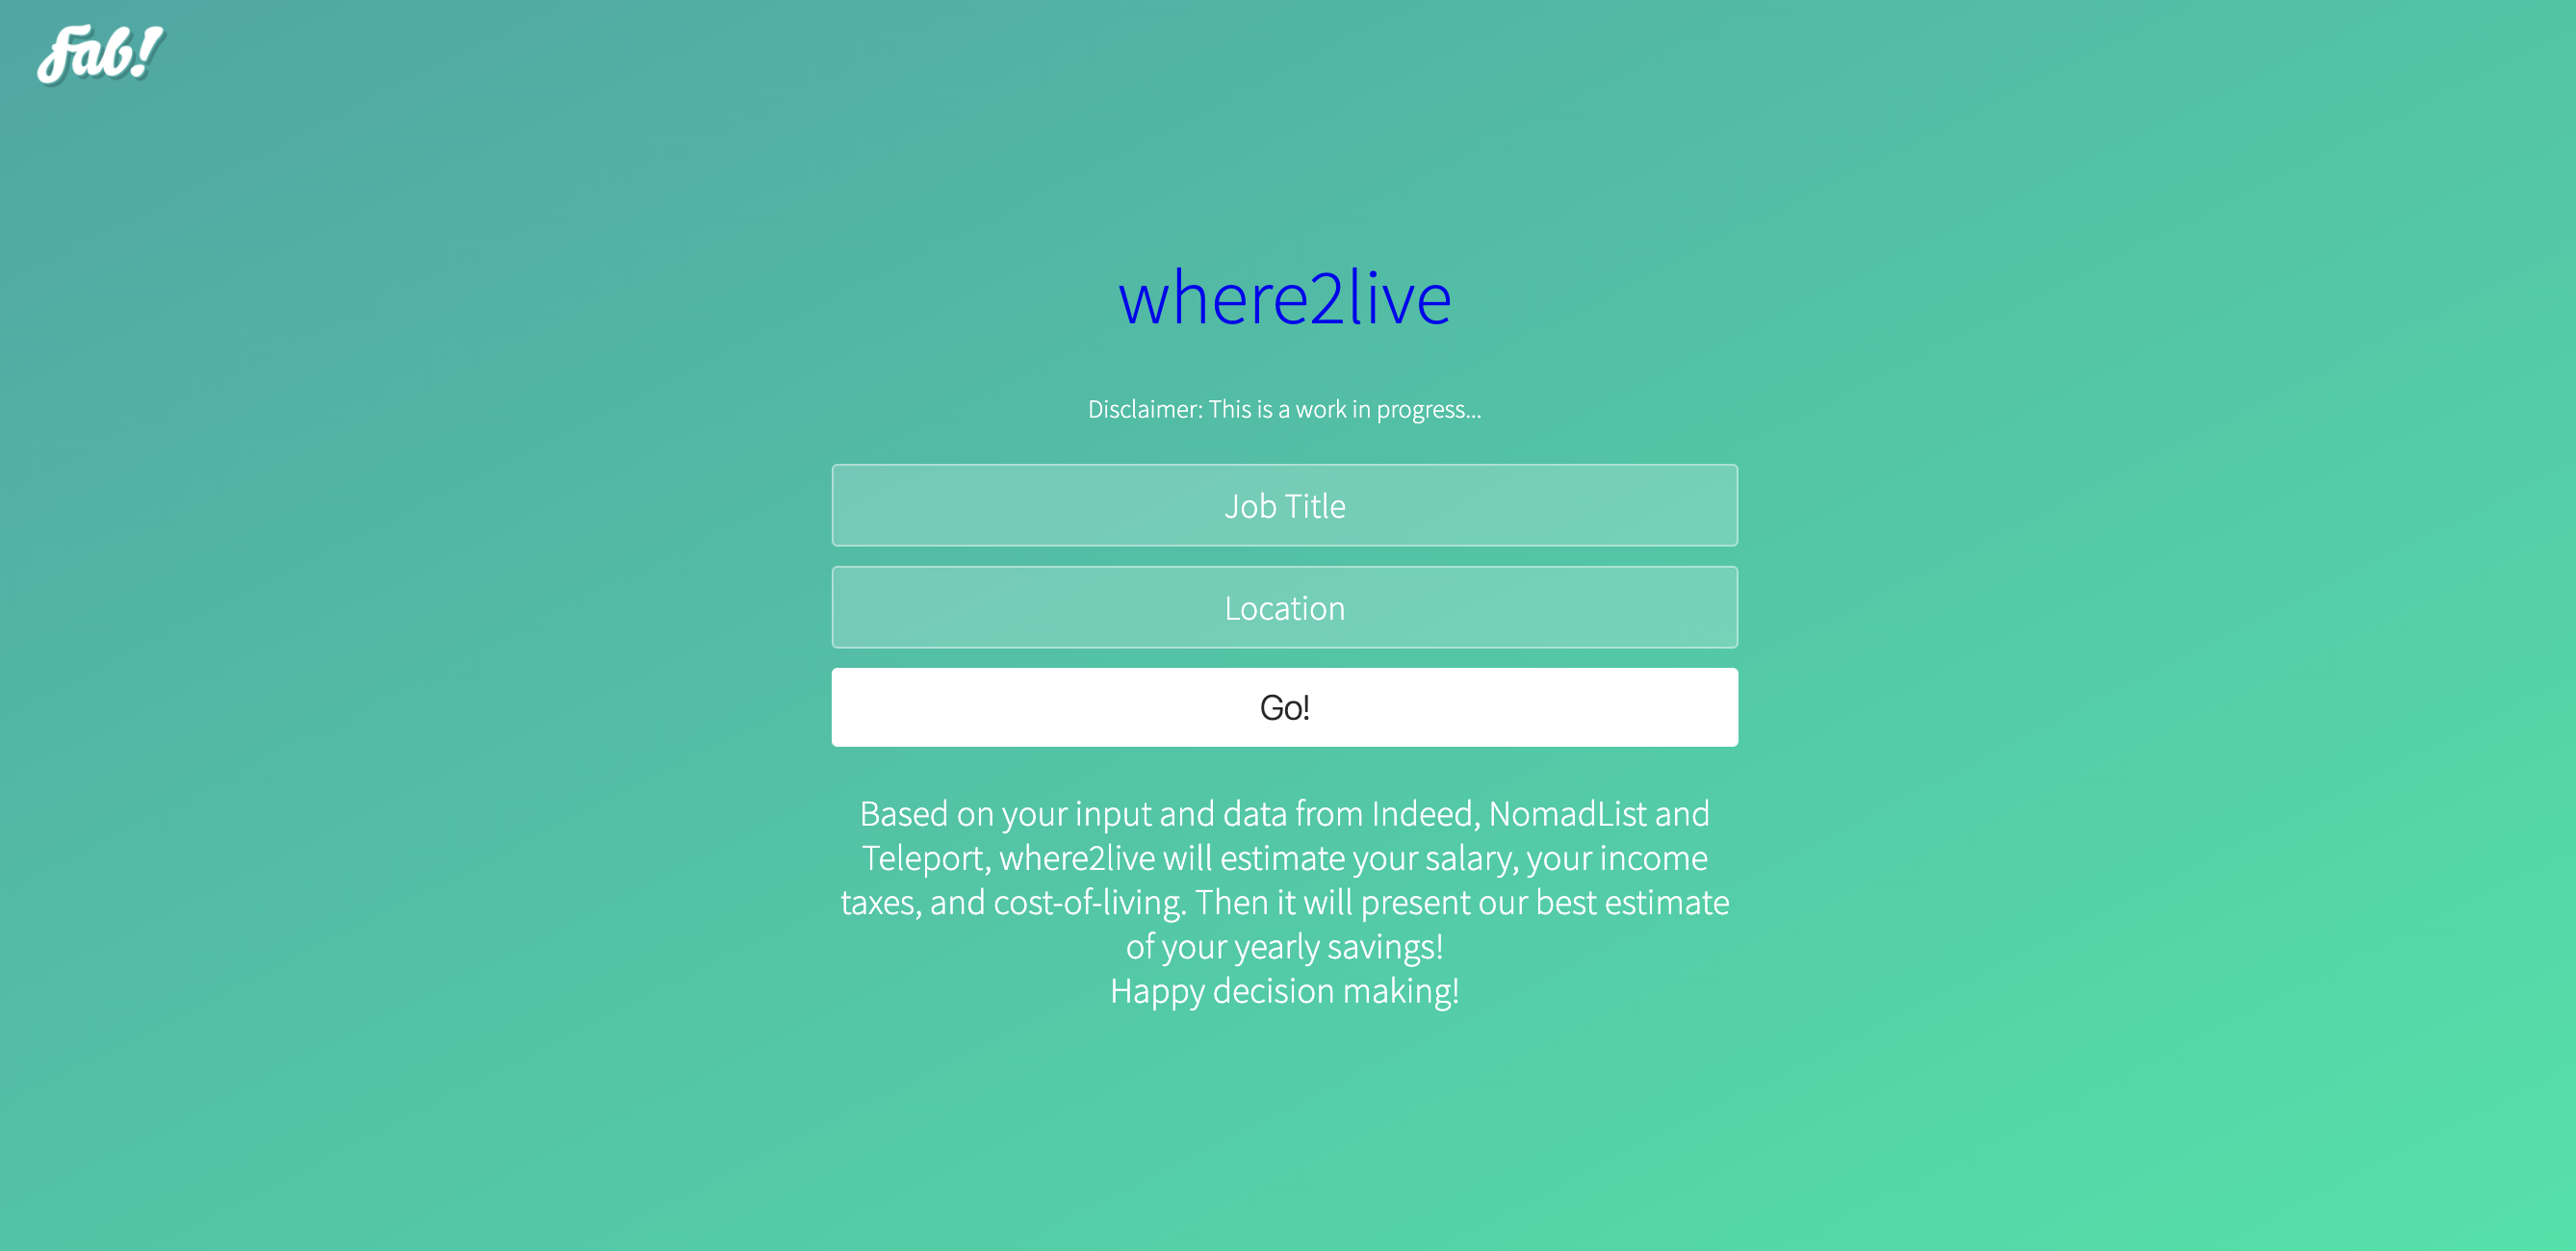 Fab!
where2live
Disclaimer: This is a work in progress...
Job Title
Location
Go!
Based on your input and data from Indeed, NomadList and
Teleport, where2live will estimate your salary, your income
taxes, and cost-of-living. Then it will present our best estimate
of your yearly savings!
Happy decision making!